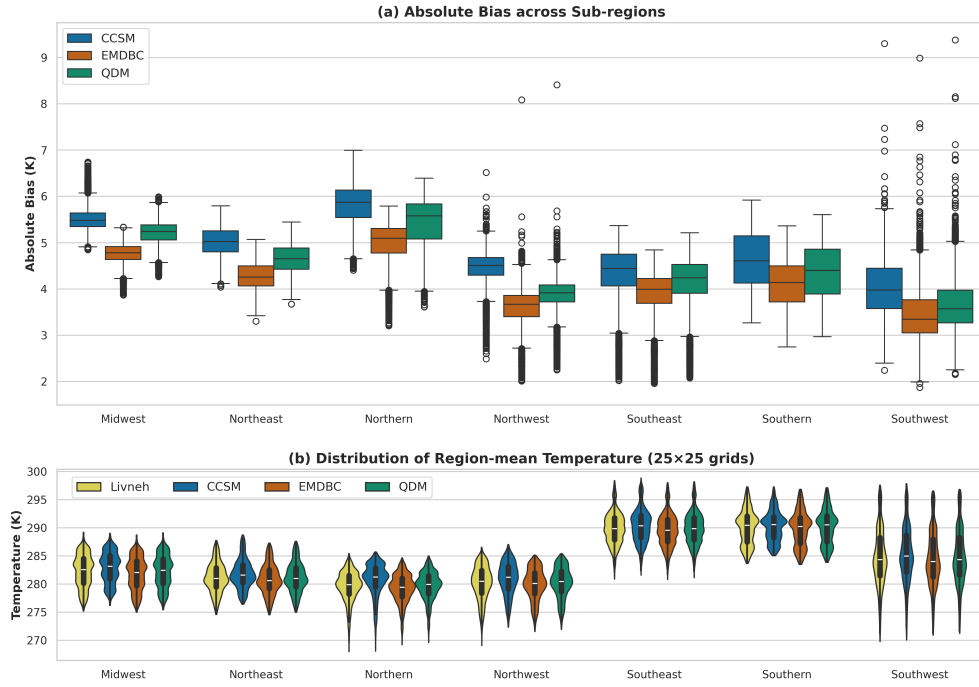 (a) Absolute Bias across Sub-regions
CCSM
EMDBC
QDM
Absolute Bias (K)
9
8
7
6
5
4
3
2
Midwest Northeast Northern Northwest Southeast Southern Southwest
(b) Distribution of Region-mean Temperature (25×25 grids)
Livneh CCSM EMDBC QDM
Temperature (K)
300
295
290
285
280
275
270
Midwest Northeast Northern Northwest Southeast Southern Southwest